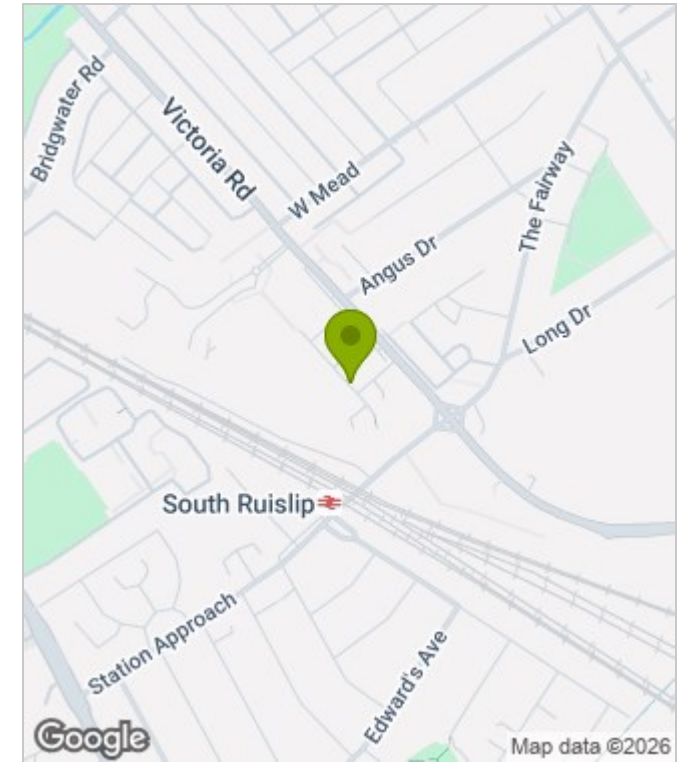 Bridgwater Rd
Victoria Rd
W Mead
The Fairway
Angus Dr
Long Dr
South Ruislip
Station Approach
Edward's Ave
Google
Map data ©2026